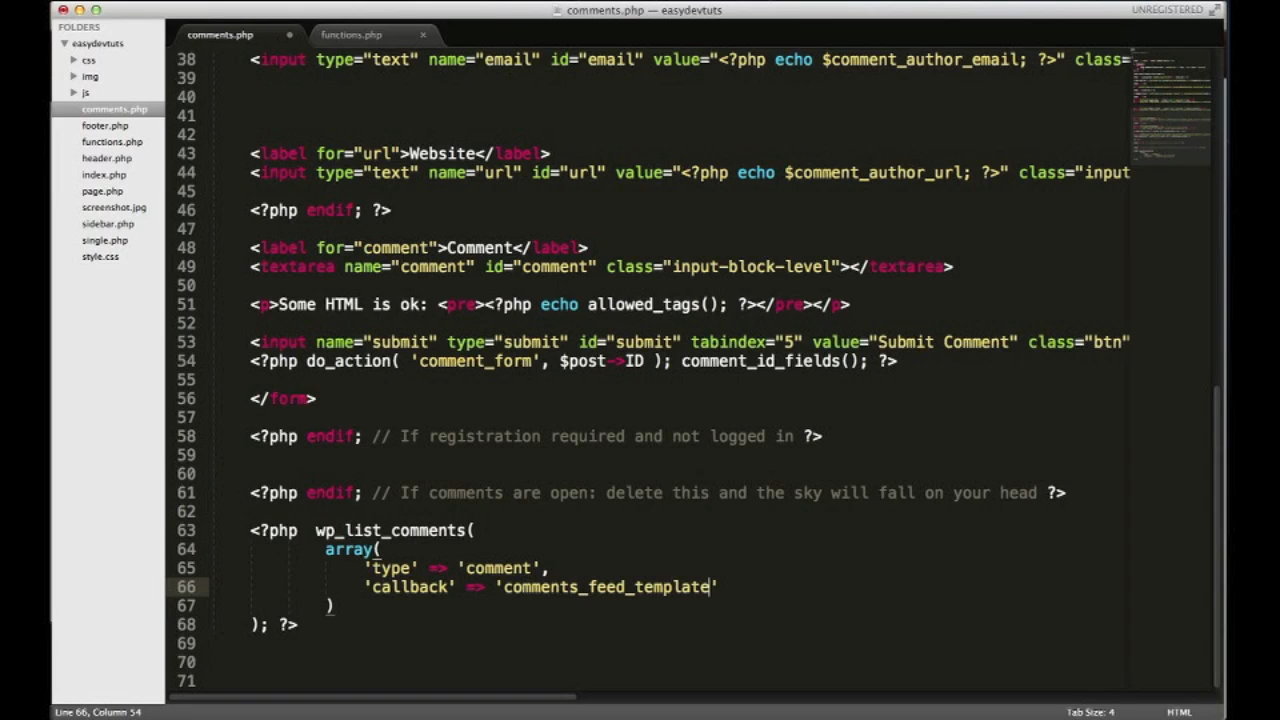 comments.php — easydevtuts
UNREGISTERED
FOLDERS
easydevtuts
css
img
js
comments.php
footer.php
functions.php
header.php
index.php
page.php
screenshot.jpg
sidebar.php
single.php
style.css
comments.php
functions.php
38 <input type="text" name="email" id="email" value="<?php echo $comment_author_email; ?>" class=
39
40
41
42
43 <label for="url">Website</label>
44 <input type="text" name="url" id="url" value="<?php echo $comment_author_url; ?>" class="input
45
46 <?php endif; ?>
47
48 <label for="comment">Comment</label>
49 <textarea name="comment" id="comment" class="input-block-level"></textarea>
50
51 <p>Some HTML is ok: <pre><?php echo allowed_tags(); ?></pre></p>
52
53 <input name="submit" type="submit" id="submit" tabindex="5" value="Submit Comment" class="btn"
54 <?php do_action( 'comment_form', $post->ID ); comment_id_fields(); ?>
55
56 </form>
57
58 <?php endif; // If registration required and not logged in ?>
59
60
61 <?php endif; // If comments are open: delete this and the sky will fall on your head ?>
62
63 <?php  wp_list_comments(
64 array(
65 'type' => 'comment',
66 'callback' => 'comments_feed_template'
67 )
68 ); ?>
69
70
71
Line 66, Column 54
Tab Size: 4
HTML